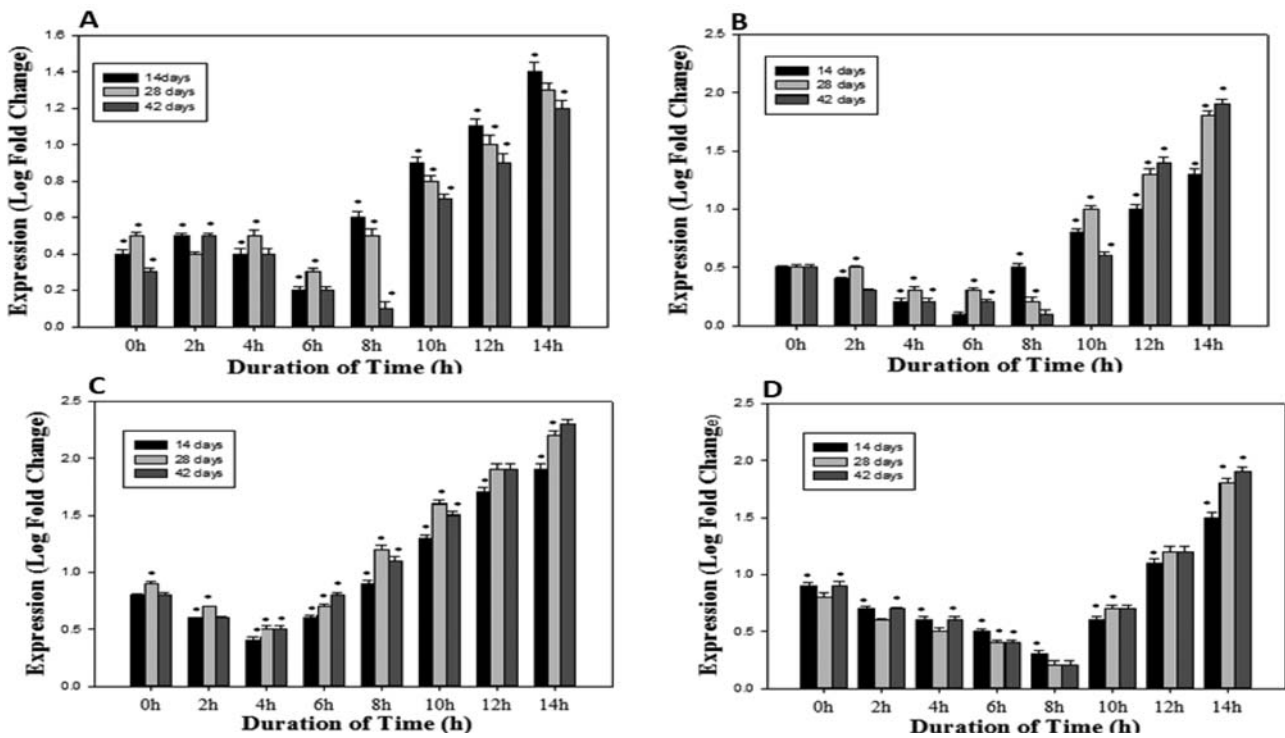 A
Expression (Log Fold Change)
1.6
1.4
1.2
1.0
0.8
0.6
0.4
0.2
0.0
14days
28 days
42 days
0h 2h 4h 6h 8h 10h 12h 14h
Duration of Time (h)
B
Expression (Log Fold Change)
2.5
2.0
1.5
1.0
0.5
0.0
14 days
28 days
42 days
0h 2h 4h 6h 8h 10h 12h 14h
Duration of Time (h)
C
Expression (Log Fold Change)
2.5
2.0
1.5
1.0
0.5
0.0
14 days
28 days
42 days
0h 2h 4h 6h 8h 10h 12h 14h
Duration of Time (h)
D
Expression (Log Fold Change)
2.5
2.0
1.5
1.0
0.5
0.0
14 days
28 days
42 days
0h 2h 4h 6h 8h 10h 12h 14h
Duration of Time (h)